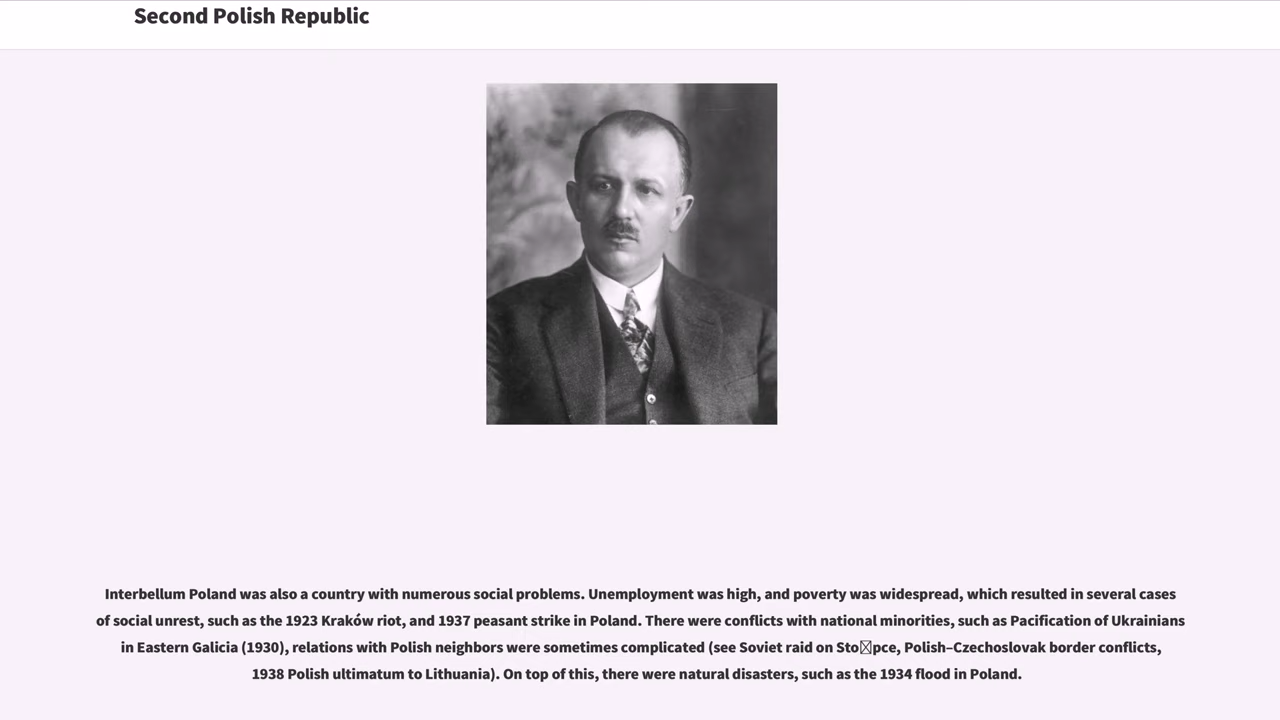 Second Polish Republic
Interbellum Poland was also a country with numerous social problems. Unemployment was high, and poverty was widespread, which resulted in several cases
of social unrest, such as the 1923 Kraków riot, and 1937 peasant strike in Poland. There were conflicts with national minorities, such as Pacification of Ukrainians
in Eastern Galicia (1930), relations with Polish neighbors were sometimes complicated (see Soviet raid on Sto☒pce, Polish–Czechoslovak border conflicts,
1938 Polish ultimatum to Lithuania). On top of this, there were natural disasters, such as the 1934 flood in Poland.